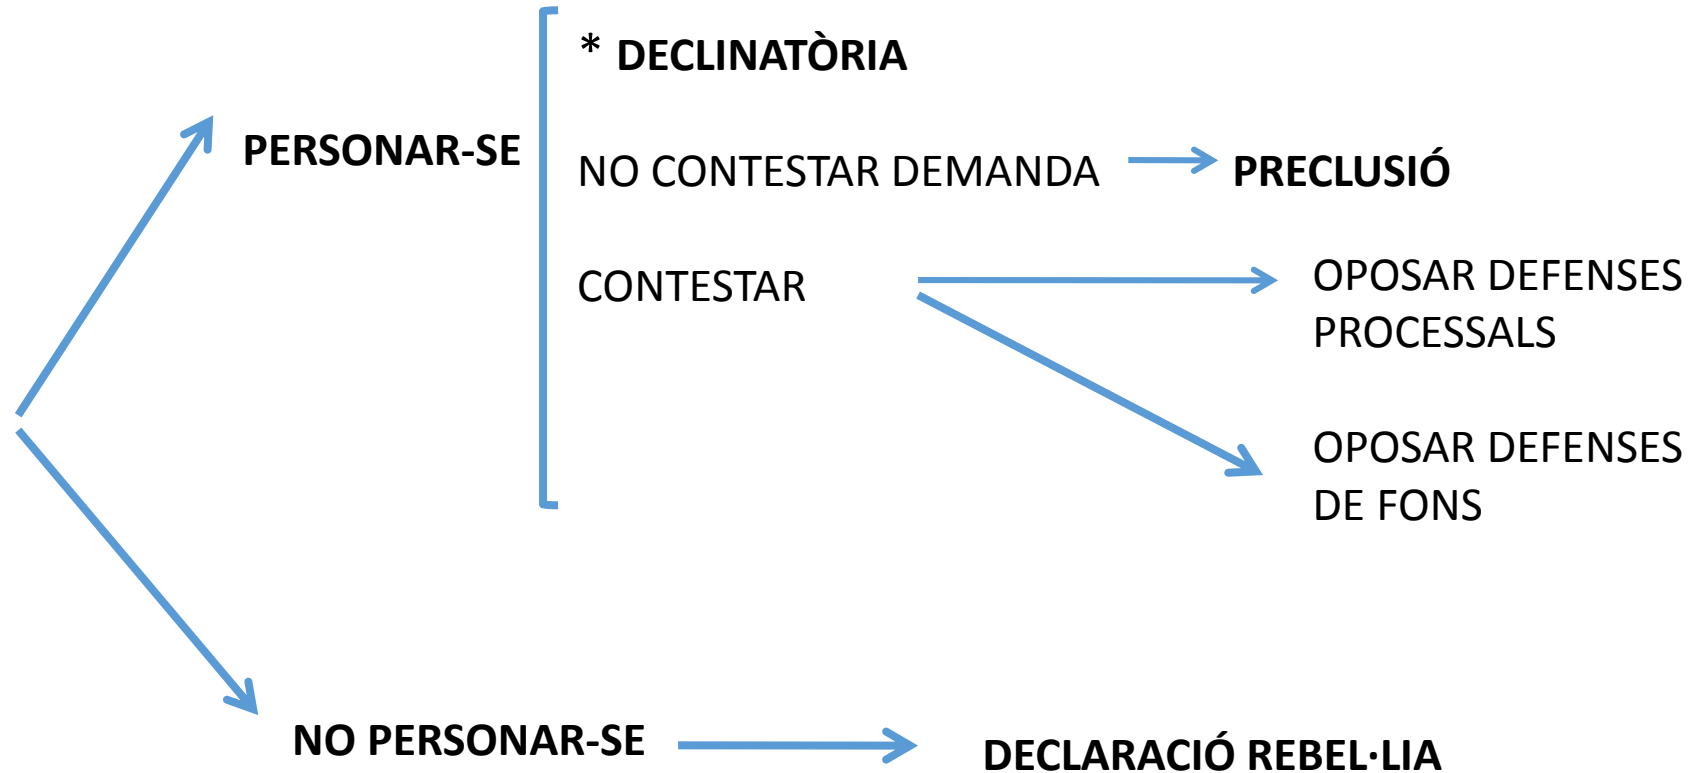 * DECLINATÒRIA
PERSONAR-SE
NO CONTESTAR DEMANDA
PRECLUSIÓ
CONTESTAR
OPOSAR DEFENSES
PROCESSALS
OPOSAR DEFENSES
DE FONS
NO PERSONAR-SE
DECLARACIÓ REBEL·LIA